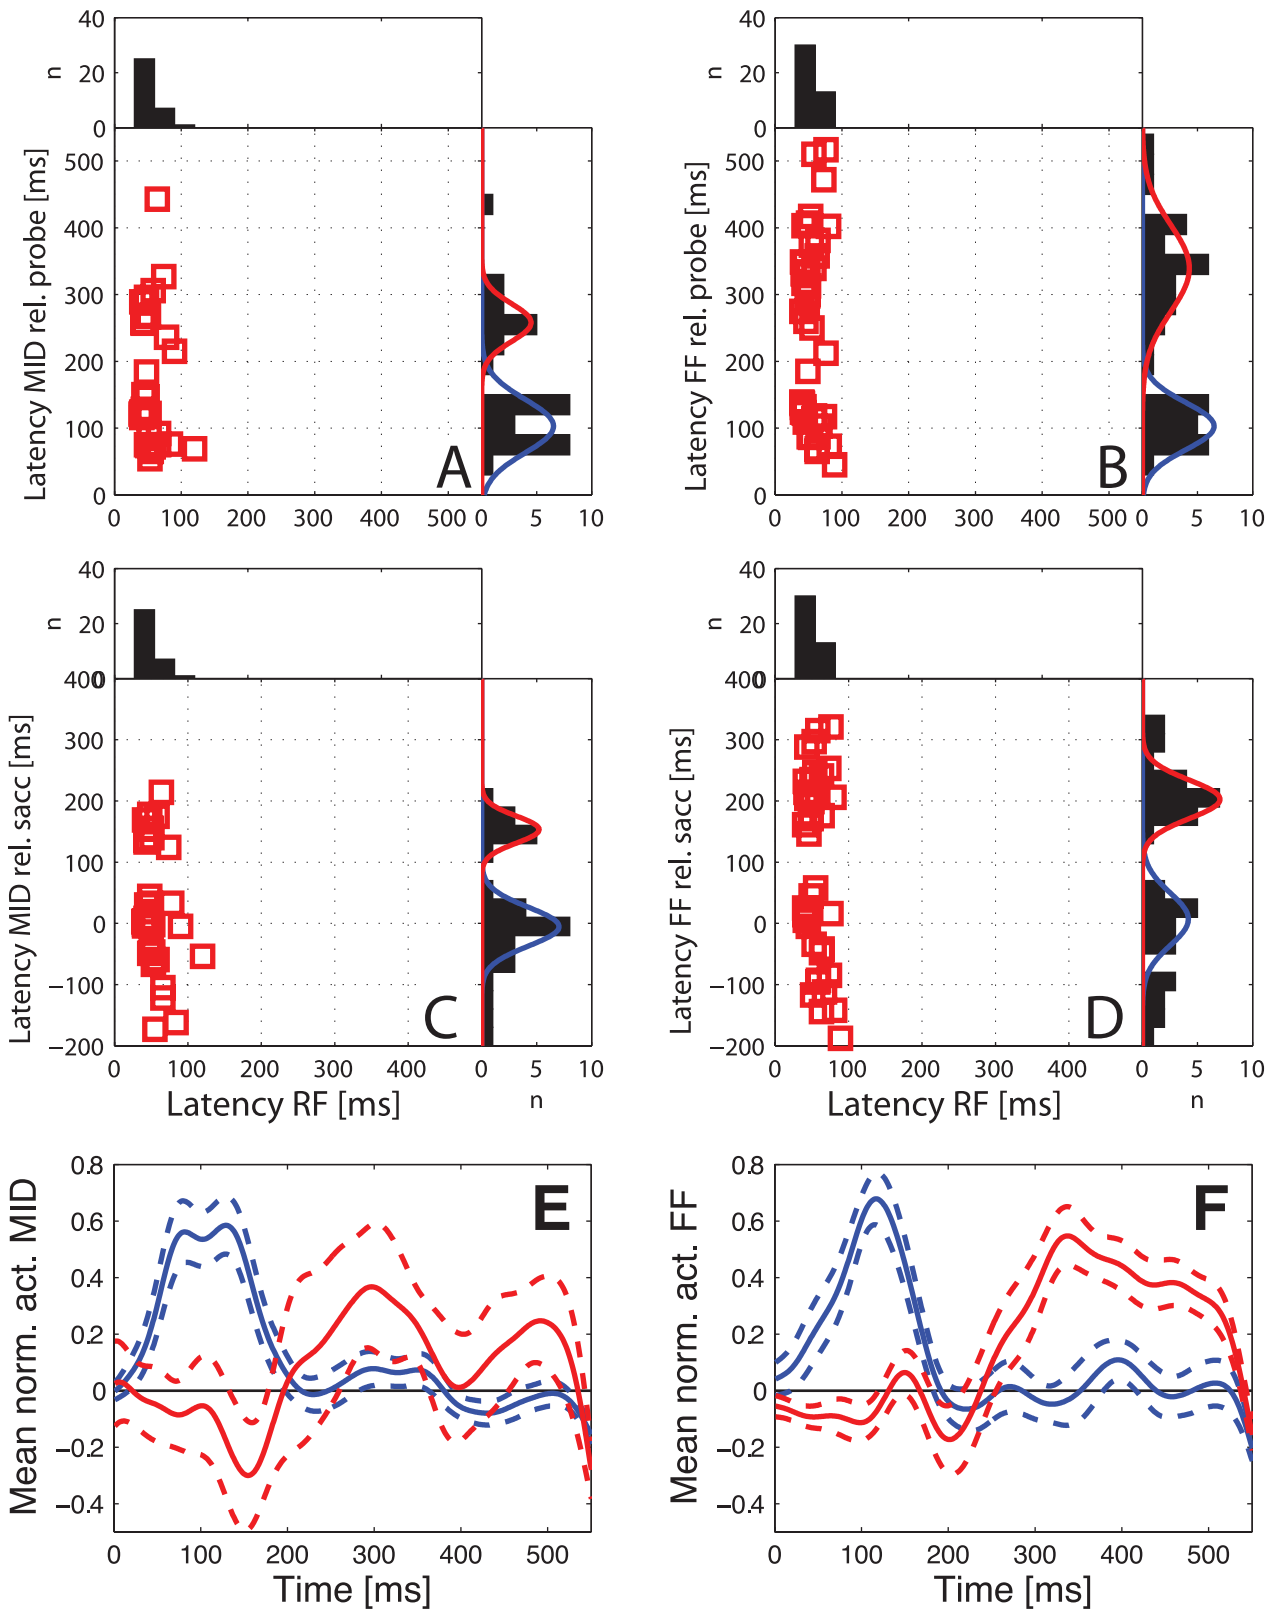 40
20
0
n
500
400
300
200
100
0
Latency MID rel. probe [ms]
A
0 100 200 300 400 500 0 5 10
40
20
0
n
500
400
300
200
100
0
Latency FF rel. probe [ms]
B
0 100 200 300 400 500 0 5 10
40
20
0
n
400
300
200
100
0
−100
−200
Latency MID rel. sacc [ms]
C
0 100 200 300 400 0 5 10
Latency RF [ms]
n
40
20
0
n
400
300
200
100
0
−100
−200
Latency FF rel. sacc [ms]
D
0 100 200 300 400 0 5 10
Latency RF [ms]
n
0.8
0.6
0.4
0.2
0
−0.2
−0.4
Mean norm. act. MID
E
0 100 200 300 400 500
Time [ms]
0.8
0.6
0.4
0.2
0
−0.2
−0.4
Mean norm. act. FF
F
0 100 200 300 400 500
Time [ms]